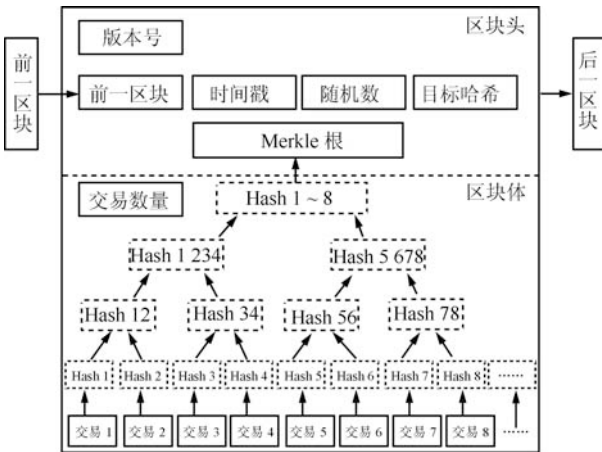 区块头
版本号
前一区块
前一区块
时间戳
随机数
目标哈希
后一区块
Merkle 根
区块体
交易数量
Hash 1 ~ 8
Hash 1 234
Hash 5 678
Hash 12
Hash 34
Hash 56
Hash 78
Hash 1
Hash 2
Hash 3
Hash 4
Hash 5
Hash 6
Hash 7
Hash 8
……
交易 1
交易 2
交易 3
交易 4
交易 5
交易 6
交易 7
交易 8
……